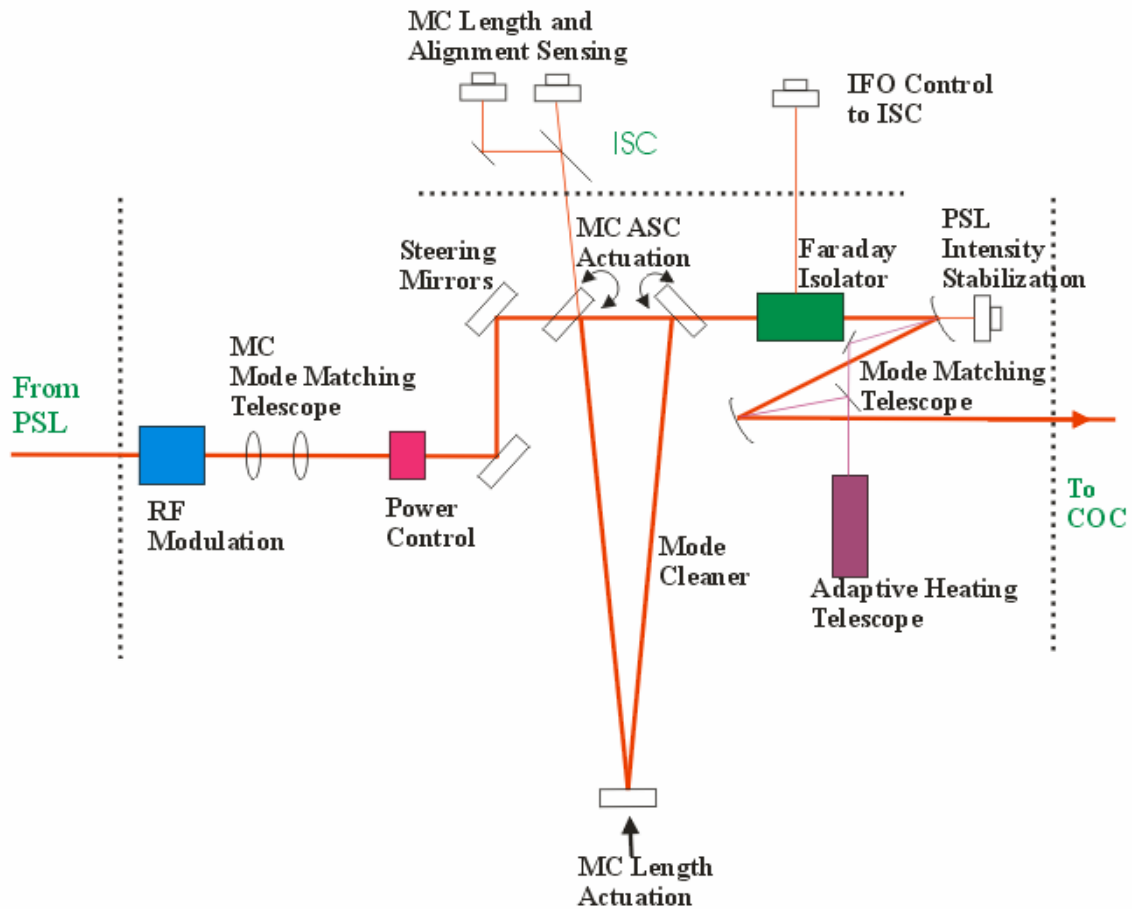 MC Length and
Alignment Sensing
IFO Control
to ISC
ISC
MC ASC
Actuation
Steering
Mirrors
Faraday
Isolator
PSL
Intensity
Stabilization
MC
Mode Matching
Telescope
From
PSL
Mode Matching
Telescope
RF
Modulation
Power
Control
To
COC
Mode
Cleaner
Adaptive Heating
Telescope
MC Length
Actuation